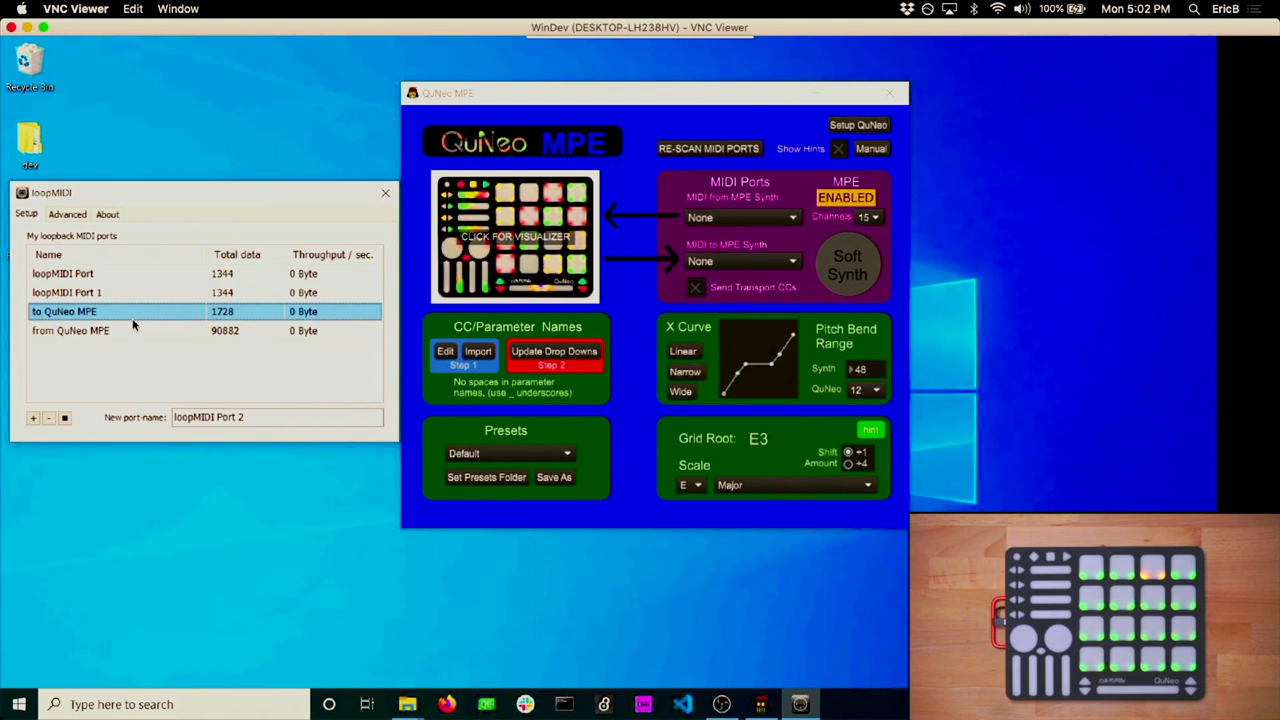 VNC Viewer Edit Window 100% Mon 5:02 PM EricB
WinDev (DESKTOP-LH238HV) - VNC Viewer
Recycle Bin
dev
loopMIDI
Setup Advanced About
My loopback MIDI ports
Name Total data Throughput / sec.
loopMIDI Port 1344 0 Byte
loopMIDI Port 1 1344 0 Byte
to QuNeo MPE 1728 0 Byte
from QuNeo MPE 90882 0 Byte
+ - New port-name: loopMIDI Port 2
QuNeo MPE
QuNeo MPE
Setup QuNeo
RE-SCAN MIDI PORTS Show Hints Manual
CLICK FOR VISUALIZER
MIDI Ports MPE
MIDI from MPE Synth ENABLED
None Channels 15
MIDI to MPE Synth
None
Soft
Synth
Send Transport CCs
CC/Parameter Names
Edit Import Update Drop Downs
Step 1 Step 2
No spaces in parameter
names, (use _ underscores)
X Curve Pitch Bend
Range
Linear
Narrow
Wide
Synth 48
QuNeo 12
Presets
Default
Set Presets Folder Save As
hint
Grid Root: E3
Shift +1
Amount +4
Scale
E Major
QuNeo
Type here to search